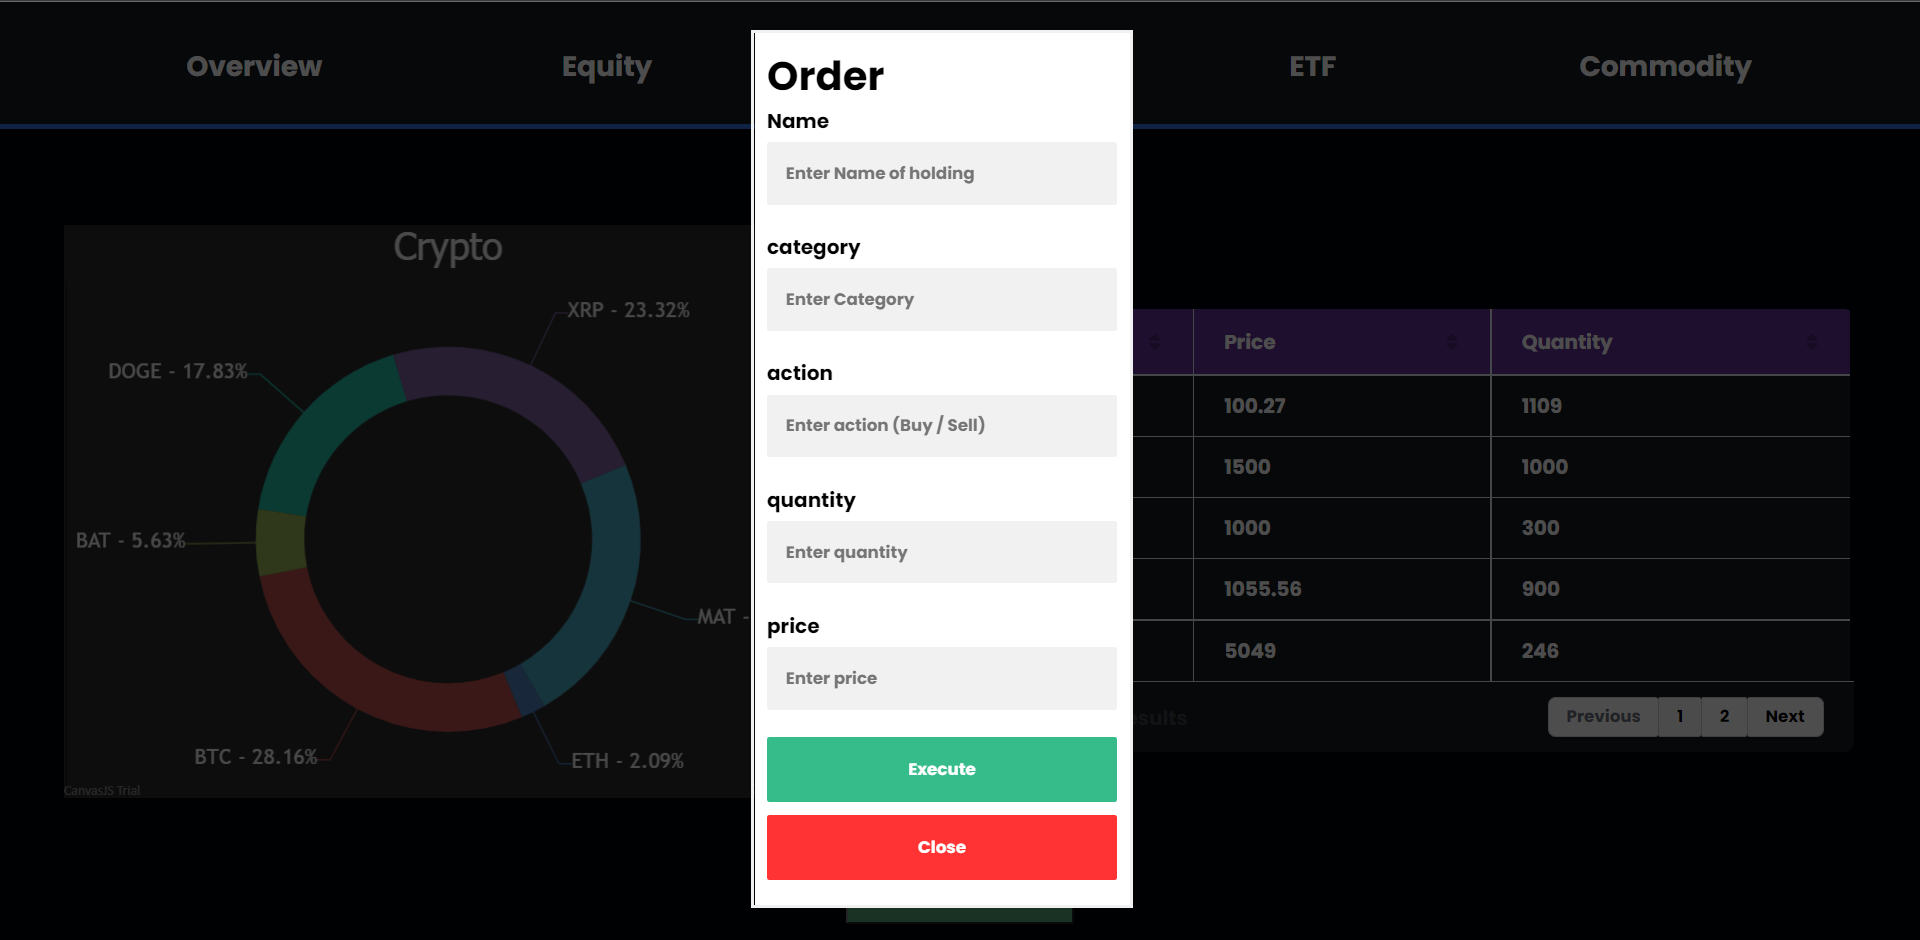 Overview
Equity
ETF
Commodity
Order
Name
Enter Name of holding
category
Enter Category
action
Enter action (Buy / Sell)
quantity
Enter quantity
price
Enter price
Execute
Close
Crypto
XRP - 23.32%
DOGE - 17.83%
BAT - 5.63%
MAT -
BTC - 28.16%
ETH - 2.09%
CanvasJS Trial
Price Quantity
100.27 1109
1500 1000
1000 300
1055.56 900
5049 246
Previous 1 2 Next